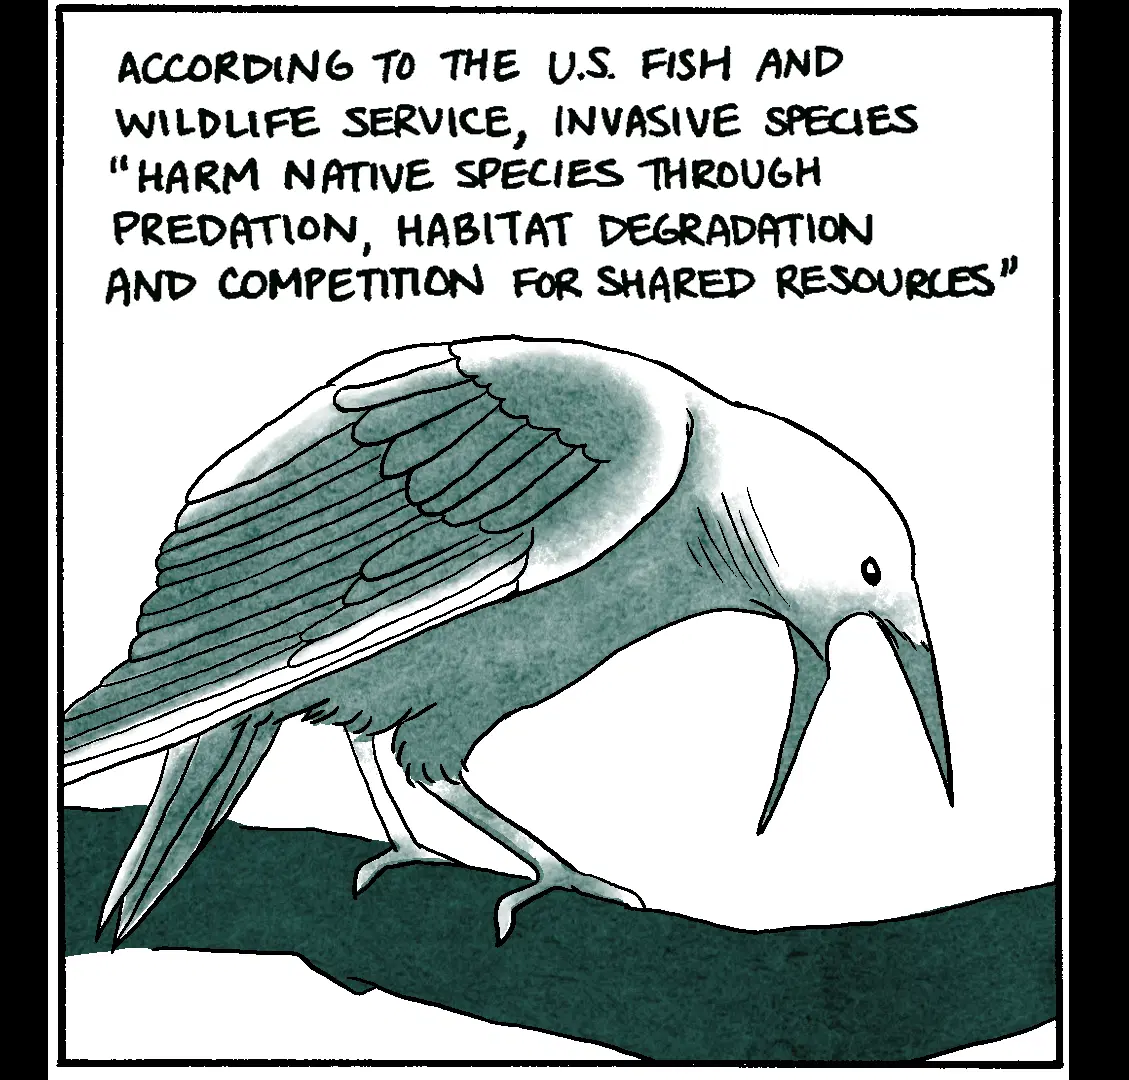 ACCORDING TO THE U.S. FISH AND
WILDLIFE SERVICE, INVASIVE SPECIES
"HARM NATIVE SPECIES THROUGH
PREDATION, HABITAT DEGRADATION
AND COMPETITION FOR SHARED RESOURCES"